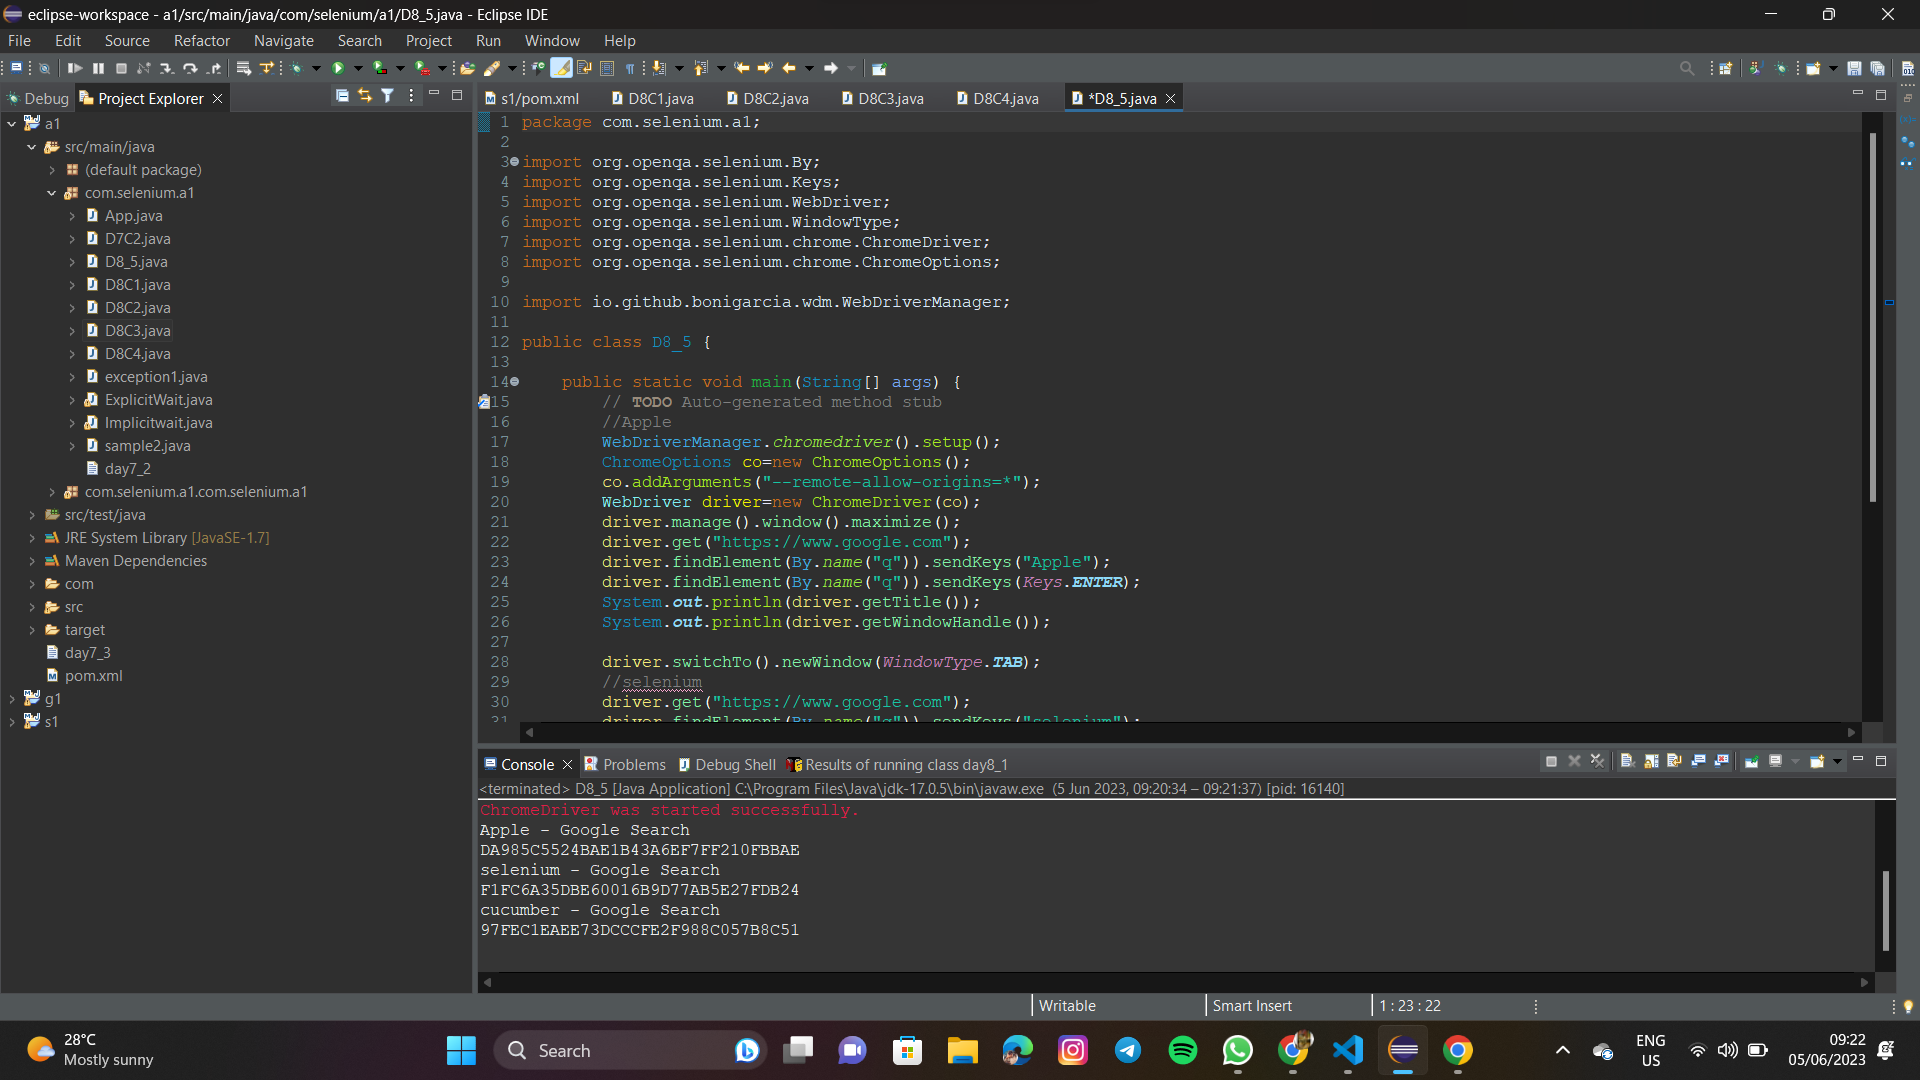 eclipse-workspace - a1/src/main/java/com/selenium/a1/D8_5.java - Eclipse IDE
File Edit Source Refactor Navigate Search Project Run Window Help
Debug Project Explorer
s1/pom.xml D8C1.java D8C2.java D8C3.java D8C4.java *D8_5.java
a1
src/main/java
(default package)
com.selenium.a1
App.java
D7C2.java
D8_5.java
D8C1.java
D8C2.java
D8C3.java
D8C4.java
exception1.java
ExplicitWait.java
Implicitwait.java
sample2.java
day7_2
com.selenium.a1.com.selenium.a1
src/test/java
JRE System Library [JavaSE-1.7]
Maven Dependencies
com
src
target
day7_3
pom.xml
g1
s1
1 package com.selenium.a1;
2
3 import org.openqa.selenium.By;
4 import org.openqa.selenium.Keys;
5 import org.openqa.selenium.WebDriver;
6 import org.openqa.selenium.WindowType;
7 import org.openqa.selenium.chrome.ChromeDriver;
8 import org.openqa.selenium.chrome.ChromeOptions;
9
10 import io.github.bonigarcia.wdm.WebDriverManager;
11
12 public class D8_5 {
13
14 public static void main(String[] args) {
15 // TODO Auto-generated method stub
16 //Apple
17 WebDriverManager.chromedriver().setup();
18 ChromeOptions co=new ChromeOptions();
19 co.addArguments("--remote-allow-origins=*");
20 WebDriver driver=new ChromeDriver(co);
21 driver.manage().window().maximize();
22 driver.get("https://www.google.com");
23 driver.findElement(By.name("q")).sendKeys("Apple");
24 driver.findElement(By.name("q")).sendKeys(Keys.ENTER);
25 System.out.println(driver.getTitle());
26 System.out.println(driver.getWindowHandle());
27
28 driver.switchTo().newWindow(WindowType.TAB);
29 //selenium
30 driver.get("https://www.google.com");
31 driver.findElement(By.name("q")).sendKeys("selenium");
Console Problems Debug Shell Results of running class day8_1
<terminated> D8_5 [Java Application] C:\Program Files\Java\jdk-17.0.5\bin\javaw.exe (5 Jun 2023, 09:20:34 – 09:21:37) [pid: 16140]
ChromeDriver was started successfully.
Apple - Google Search
DA985C5524BAE1B43A6EF7FF210FBBAE
selenium - Google Search
F1FC6A35DBE60016B9D77AB5E27FDB24
cucumber - Google Search
97FEC1EAEE73DCCCFE2F988C057B8C51
Writable Smart Insert 1 : 23 : 22
28°C
Mostly sunny
Search
ENG
US
09:22
05/06/2023